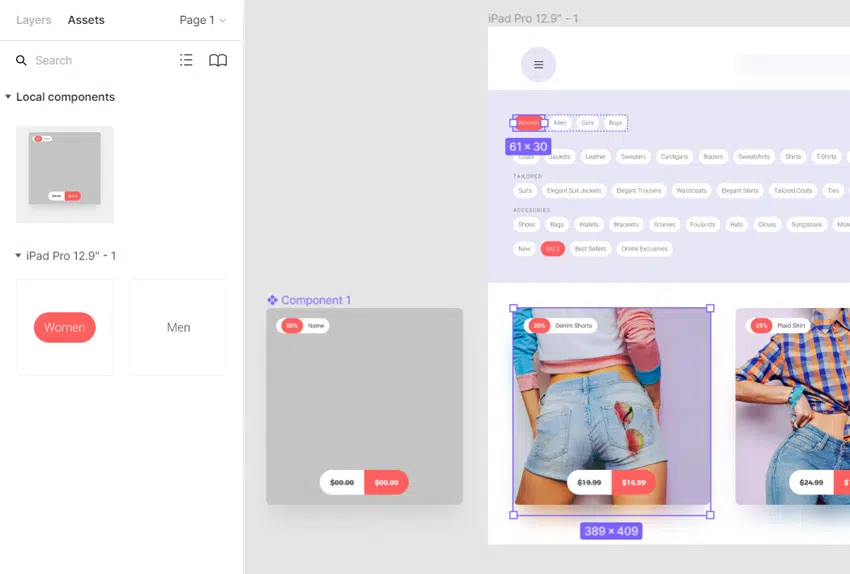 Layers Assets Page 1
Search
Local components
iPad Pro 12.9" - 1
Women Men
Component 1
50% Name
$00.00 $00.00
iPad Pro 12.9" - 1
Women Men Girls Boys
61 × 30
Coats Jackets Leather Sweaters Cardigans Blazers Sweatshirts Shirts T-Shirts
TAILORED
Suits Elegant Suit Jackets Elegant Trousers Waistcoats Elegant Shirts Tailored Coats Ties
ACCESORIES
Shoes Bags Wallets Bracelets Scarves Foulards Hats Gloves Sunglasses
New SALE Best Sellers Online Exclusives
25% Denim Shorts
$19.99 $16.99
389 × 409
25% Plaid Shirt
$24.99